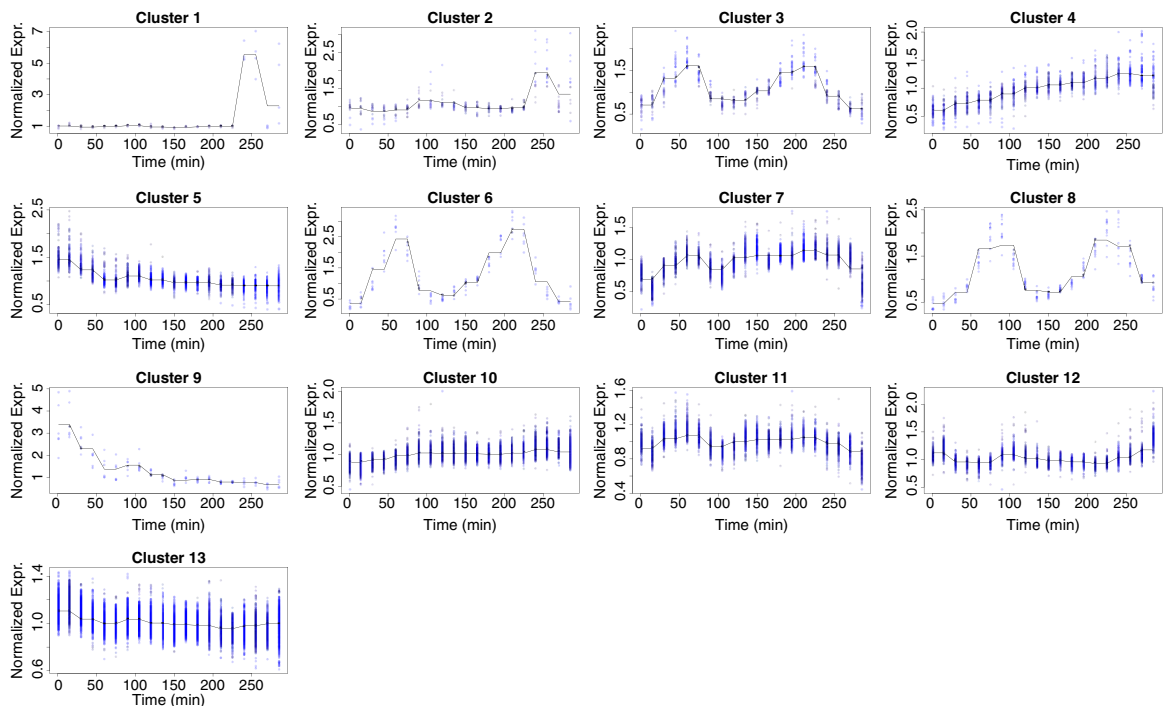 Cluster 1
Normalized Expr.
7
5
3
1
0 50 100 150 200 250
Time (min)
Cluster 2
Normalized Expr.
2.5
1.5
0.5
0 50 100 150 200 250
Time (min)
Cluster 3
Normalized Expr.
1.5
0.5
0 50 100 150 200 250
Time (min)
Cluster 4
Normalized Expr.
2.0
1.5
1.0
0.5
0 50 100 150 200 250
Time (min)
Cluster 5
Normalized Expr.
2.5
1.5
0.5
0 50 100 150 200 250
Time (min)
Cluster 6
Normalized Expr.
2.5
1.5
0.5
0 50 100 150 200 250
Time (min)
Cluster 7
Normalized Expr.
1.5
1.0
0.5
0 50 100 150 200 250
Time (min)
Cluster 8
Normalized Expr.
2.5
1.5
0.5
0 50 100 150 200 250
Time (min)
Cluster 9
Normalized Expr.
5
4
3
2
1
0 50 100 150 200 250
Time (min)
Cluster 10
Normalized Expr.
2.0
1.5
1.0
0.5
0 50 100 150 200 250
Time (min)
Cluster 11
Normalized Expr.
1.6
1.2
0.8
0.4
0 50 100 150 200 250
Time (min)
Cluster 12
Normalized Expr.
2.0
1.5
1.0
0.5
0 50 100 150 200 250
Time (min)
Cluster 13
Normalized Expr.
1.4
1.0
0.6
0 50 100 150 200 250
Time (min)